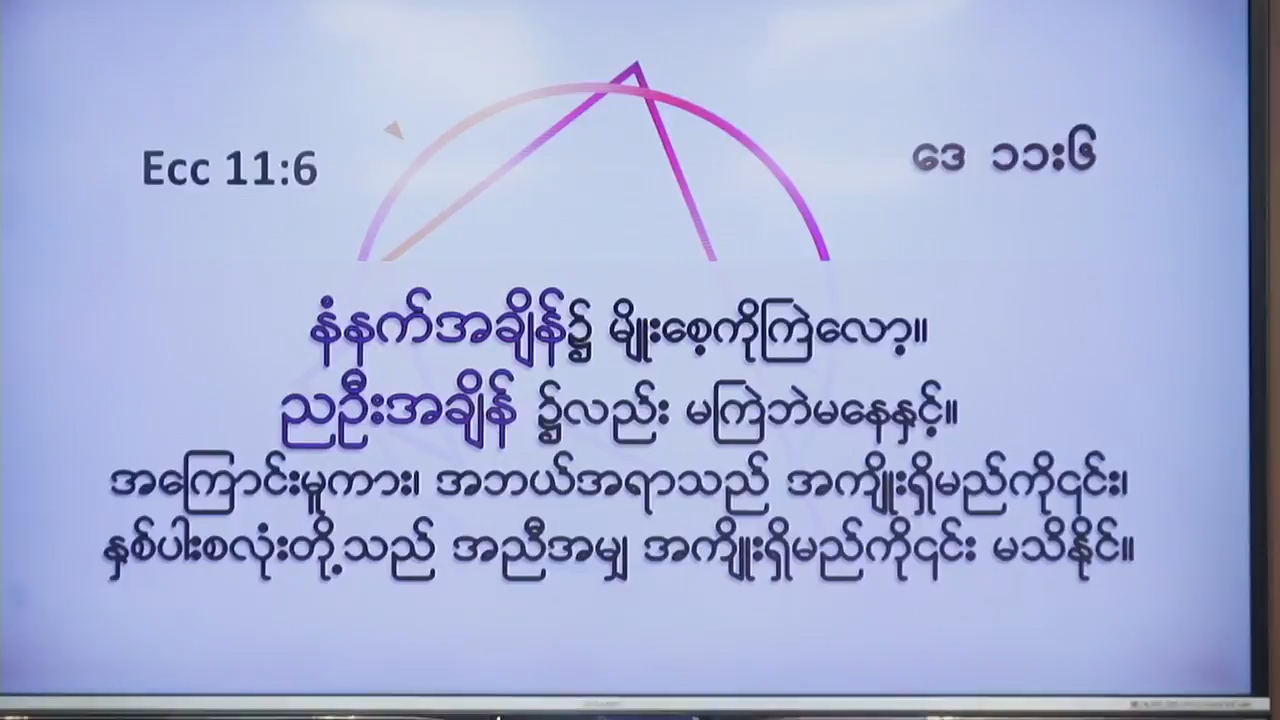 Ecc 11:6
ဒေ ၁၁း၆
နံနက်အချိန်၌ မျိုးစေ့ကိုကြဲလော့။
ညဦးအချိန် ၌လည်း မကြဲဘဲမနေနှင့်။
အကြောင်းမူကား၊ အဘယ်အရာသည် အကျိုးရှိမည်ကို၎င်း၊
နှစ်ပါးစလုံးတို့သည် အညီအမျှ အကျိုးရှိမည်ကို၎င်း မသိနိုင်။